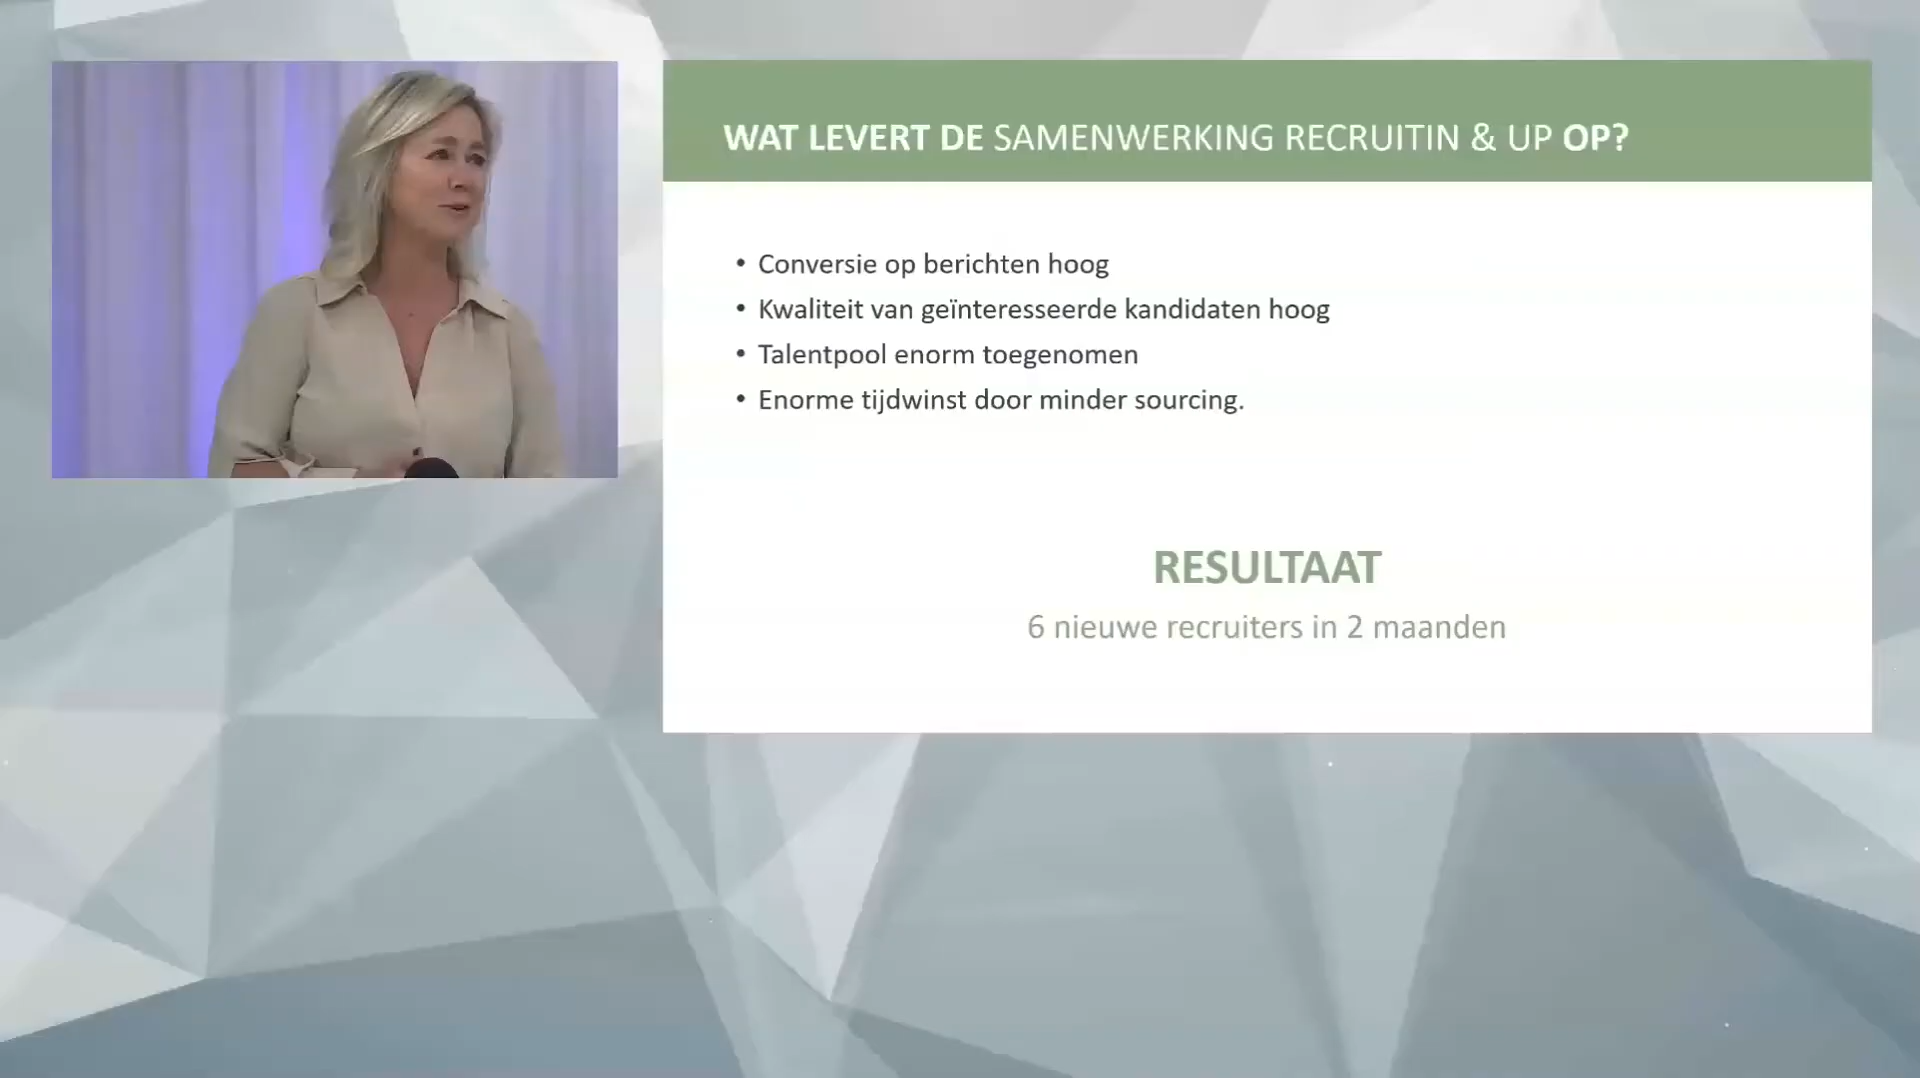 WAT LEVERT DE SAMENWERKING RECRUITIN & UP OP?
• Conversie op berichten hoog
• Kwaliteit van geïnteresseerde kandidaten hoog
• Talentpool enorm toegenomen
• Enorme tijdwinst door minder sourcing.
RESULTAAT
6 nieuwe recruiters in 2 maanden